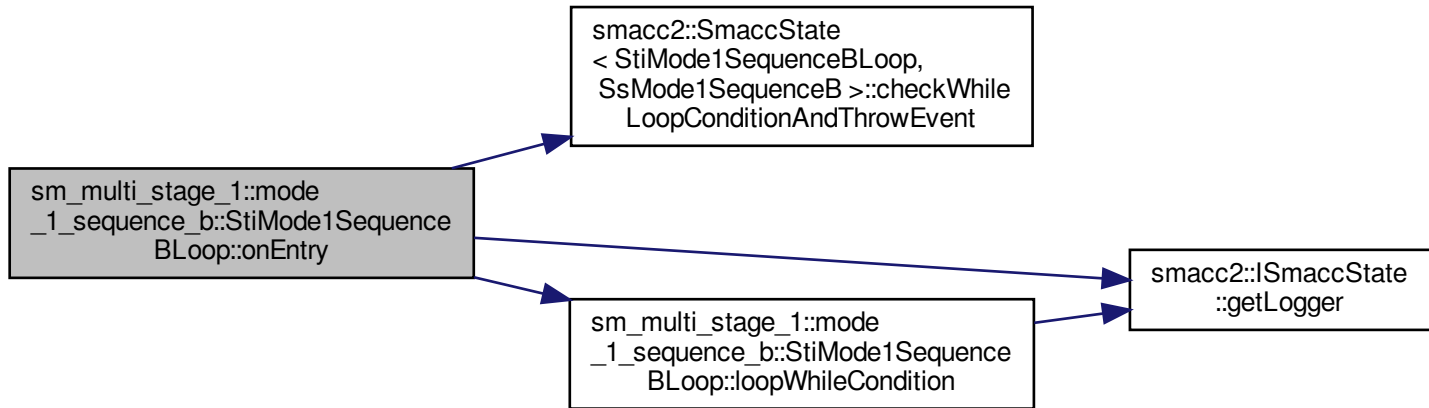 smacc2::SmaccState
< StiMode1SequenceBLoop,
SsMode1SequenceB >::checkWhile
LoopConditionAndThrowEvent
sm_multi_stage_1::mode
_1_sequence_b::StiMode1Sequence
BLoop::onEntry
smacc2::ISmaccState
::getLogger
sm_multi_stage_1::mode
_1_sequence_b::StiMode1Sequence
BLoop::loopWhileCondition